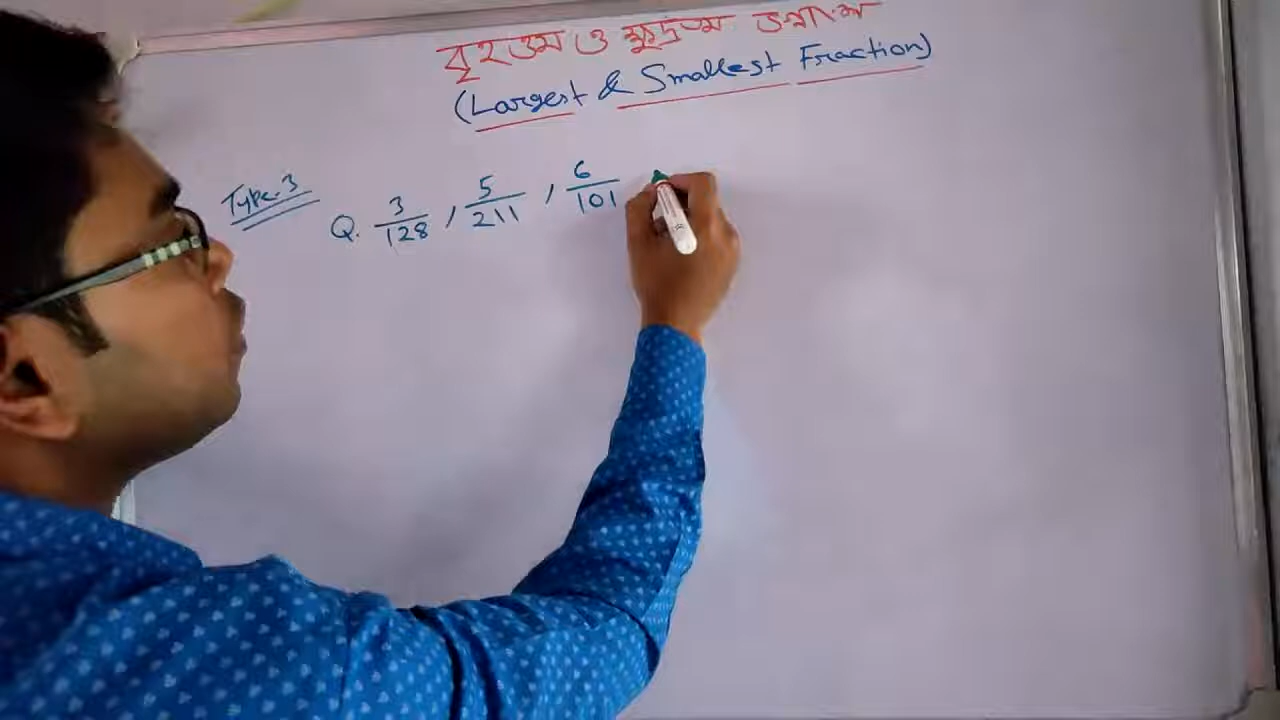 বৃহত্তম ও ক্ষুদ্রতম ভগ্নাংশ
(Largest & Smallest Fraction)
Type-3
Q. 3/128 , 5/211 , 6/101